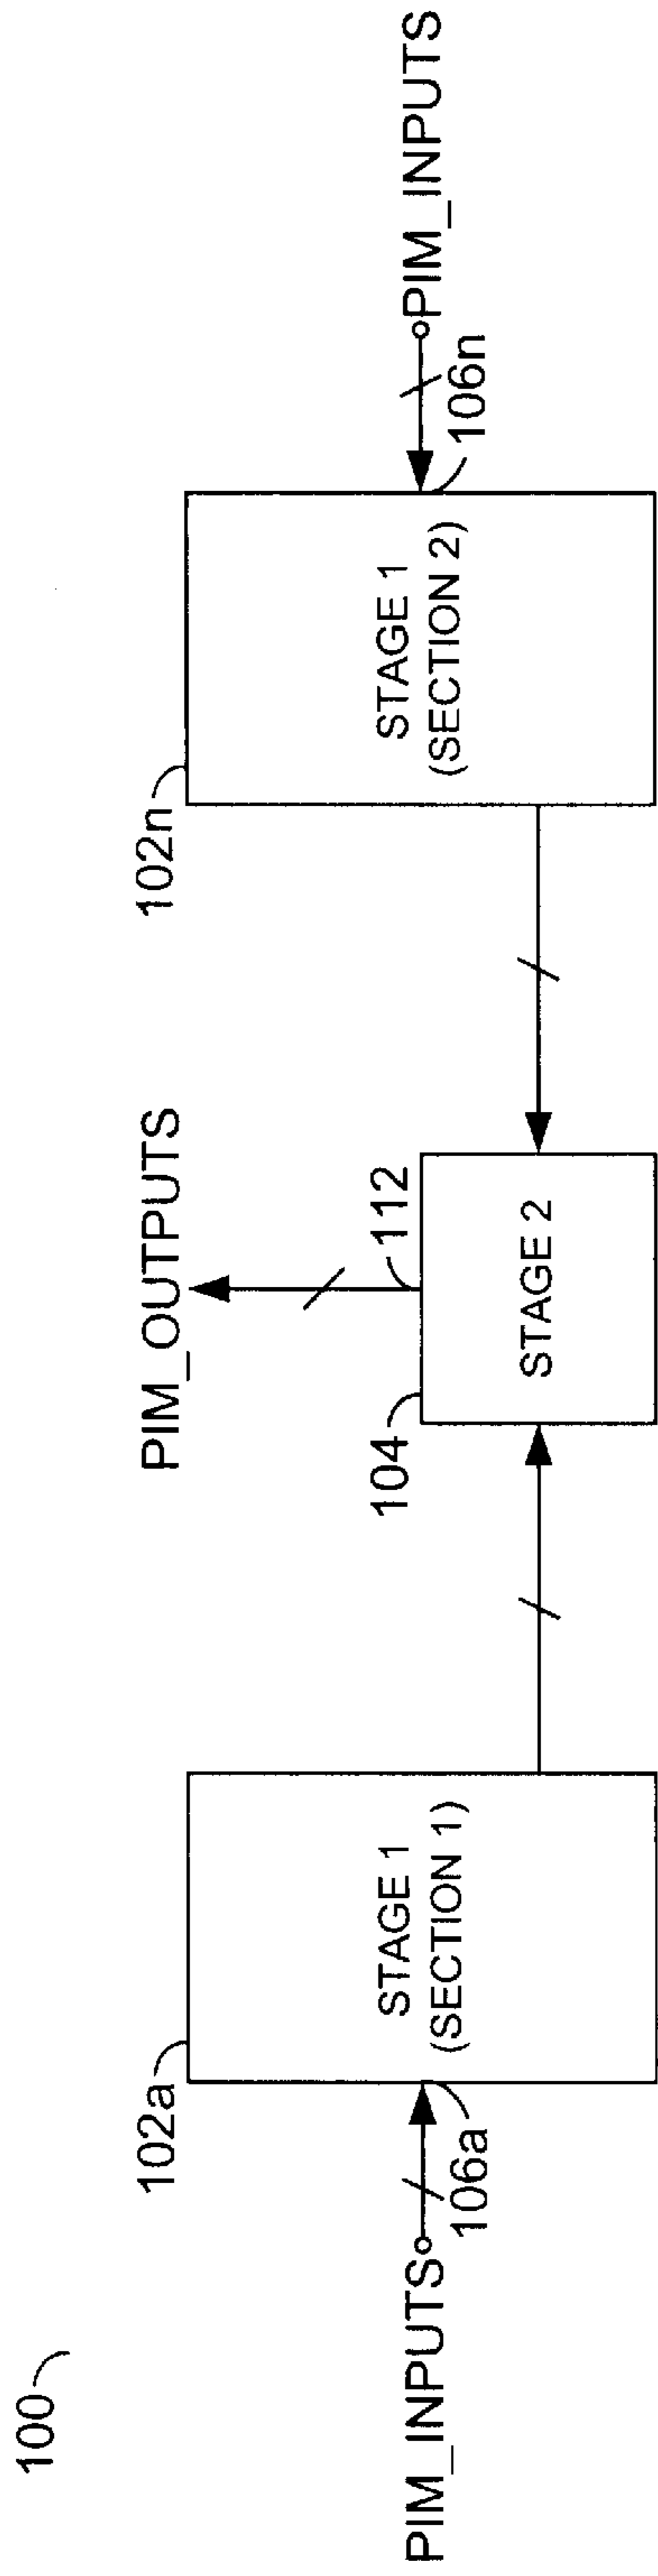 100
PIM_OUTPUTS
102a
102n
104
112
PIM_INPUTS
106a
STAGE 1
(SECTION 1)
STAGE 2
STAGE 1
(SECTION 2)
106n
PIM_INPUTS